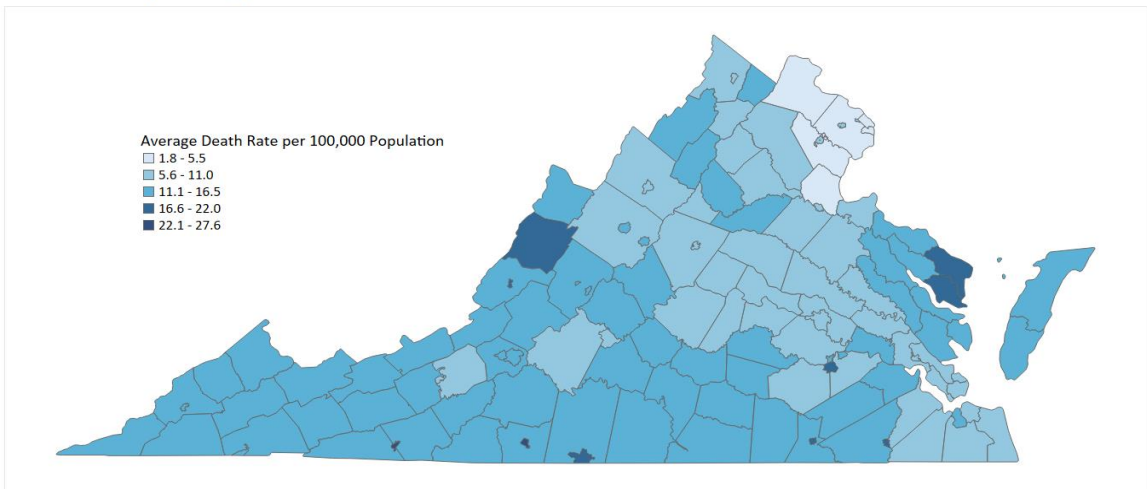 Average Death Rate per 100,000 Population
1.8 - 5.5
5.6 - 11.0
11.1 - 16.5
16.6 - 22.0
22.1 - 27.6